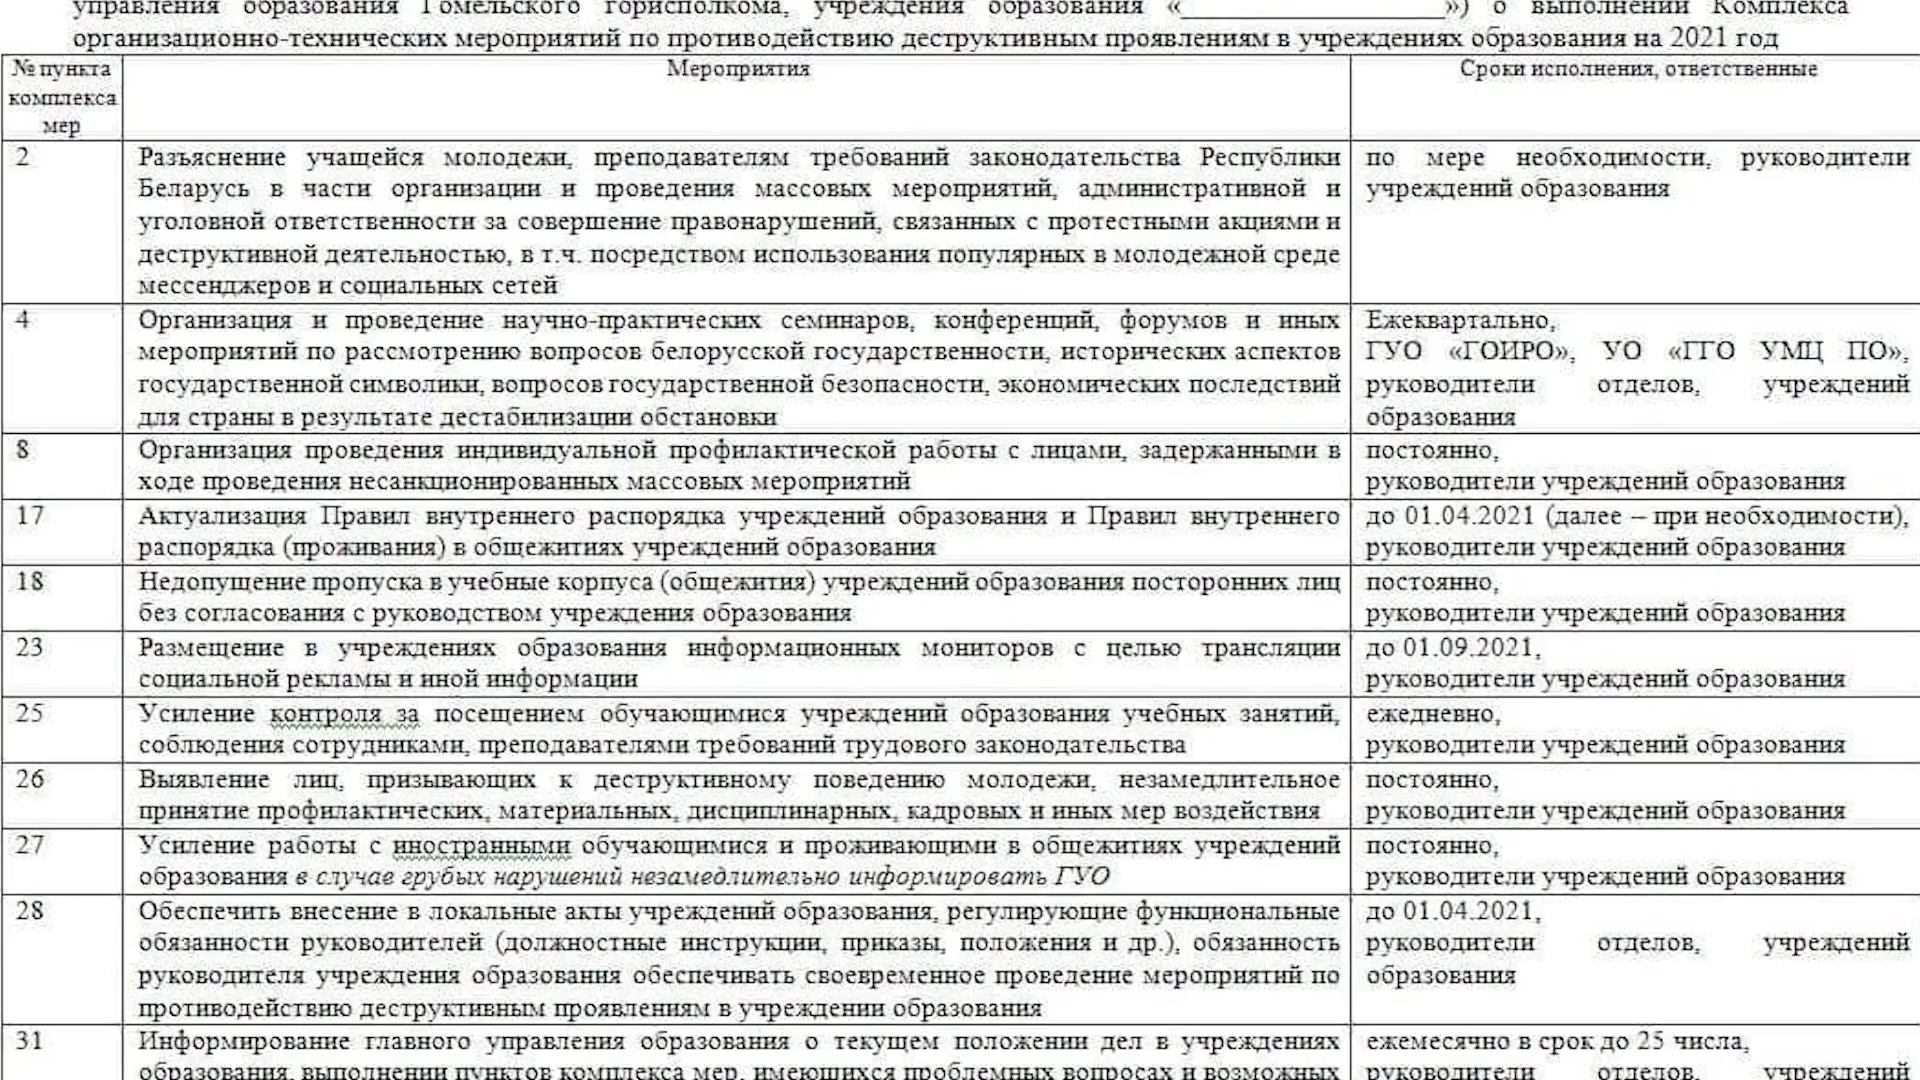 управления образования Гомельского горисполкома, учреждения образования «____________________») о выполнении Комплекса
организационно-технических мероприятий по противодействию деструктивным проявлениям в учреждениях образования на 2021 год
№ пункта
комплекса
мер
Мероприятия
Сроки исполнения, ответственные
2
Разъяснение учащейся молодежи, преподавателям требований законодательства Республики
Беларусь в части организации и проведения массовых мероприятий, административной и
уголовной ответственности за совершение правонарушений, связанных с протестными акциями и
деструктивной деятельностью, в т.ч. посредством использования популярных в молодежной среде
мессенджеров и социальных сетей
по мере необходимости, руководители
учреждений образования
4
Организация и проведение научно-практических семинаров, конференций, форумов и иных
мероприятий по рассмотрению вопросов белорусской государственности, исторических аспектов
государственной символики, вопросов государственной безопасности, экономических последствий
для страны в результате дестабилизации обстановки
Ежеквартально,
ГУО «ГОИРО», УО «ГГО УМЦ ПО»,
руководители отделов, учреждений
образования
8
Организация проведения индивидуальной профилактической работы с лицами, задержанными в
ходе проведения несанкционированных массовых мероприятий
постоянно,
руководители учреждений образования
17
Актуализация Правил внутреннего распорядка учреждений образования и Правил внутреннего
распорядка (проживания) в общежитиях учреждений образования
до 01.04.2021 (далее – при необходимости),
руководители учреждений образования
18
Недопущение пропуска в учебные корпуса (общежития) учреждений образования посторонних лиц
без согласования с руководством учреждения образования
постоянно,
руководители учреждений образования
23
Размещение в учреждениях образования информационных мониторов с целью трансляции
социальной рекламы и иной информации
до 01.09.2021,
руководители учреждений образования
25
Усиление контроля за посещением обучающимися учреждений образования учебных занятий,
соблюдения сотрудниками, преподавателями требований трудового законодательства
ежедневно,
руководители учреждений образования
26
Выявление лиц, призывающих к деструктивному поведению молодежи, незамедлительное
принятие профилактических, материальных, дисциплинарных, кадровых и иных мер воздействия
постоянно,
руководители учреждений образования
27
Усиление работы с иностранными обучающимися и проживающими в общежитиях учреждений
образования в случае грубых нарушений незамедлительно информировать ГУО
постоянно,
руководители учреждений образования
28
Обеспечить внесение в локальные акты учреждений образования, регулирующие функциональные
обязанности руководителей (должностные инструкции, приказы, положения и др.), обязанность
руководителя учреждения образования обеспечивать своевременное проведение мероприятий по
противодействию деструктивным проявлениям в учреждении образования
до 01.04.2021,
руководители отделов, учреждений
образования
31
Информирование главного управления образования о текущем положении дел в учреждениях
образования, выполнении пунктов комплекса мер, имеющихся проблемных вопросах и возможных
ежемесячно в срок до 25 числа,
руководители отделов, учреждений